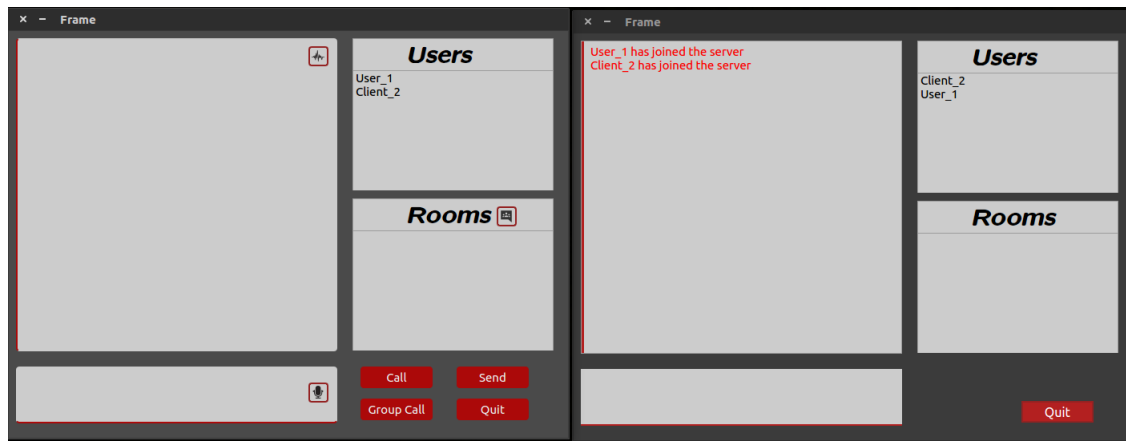 × − Frame
Users
User_1
Client_2
Rooms
Call
Send
Group Call
Quit
× − Frame
User_1 has joined the server
Client_2 has joined the server
Users
Client_2
User_1
Rooms
Quit